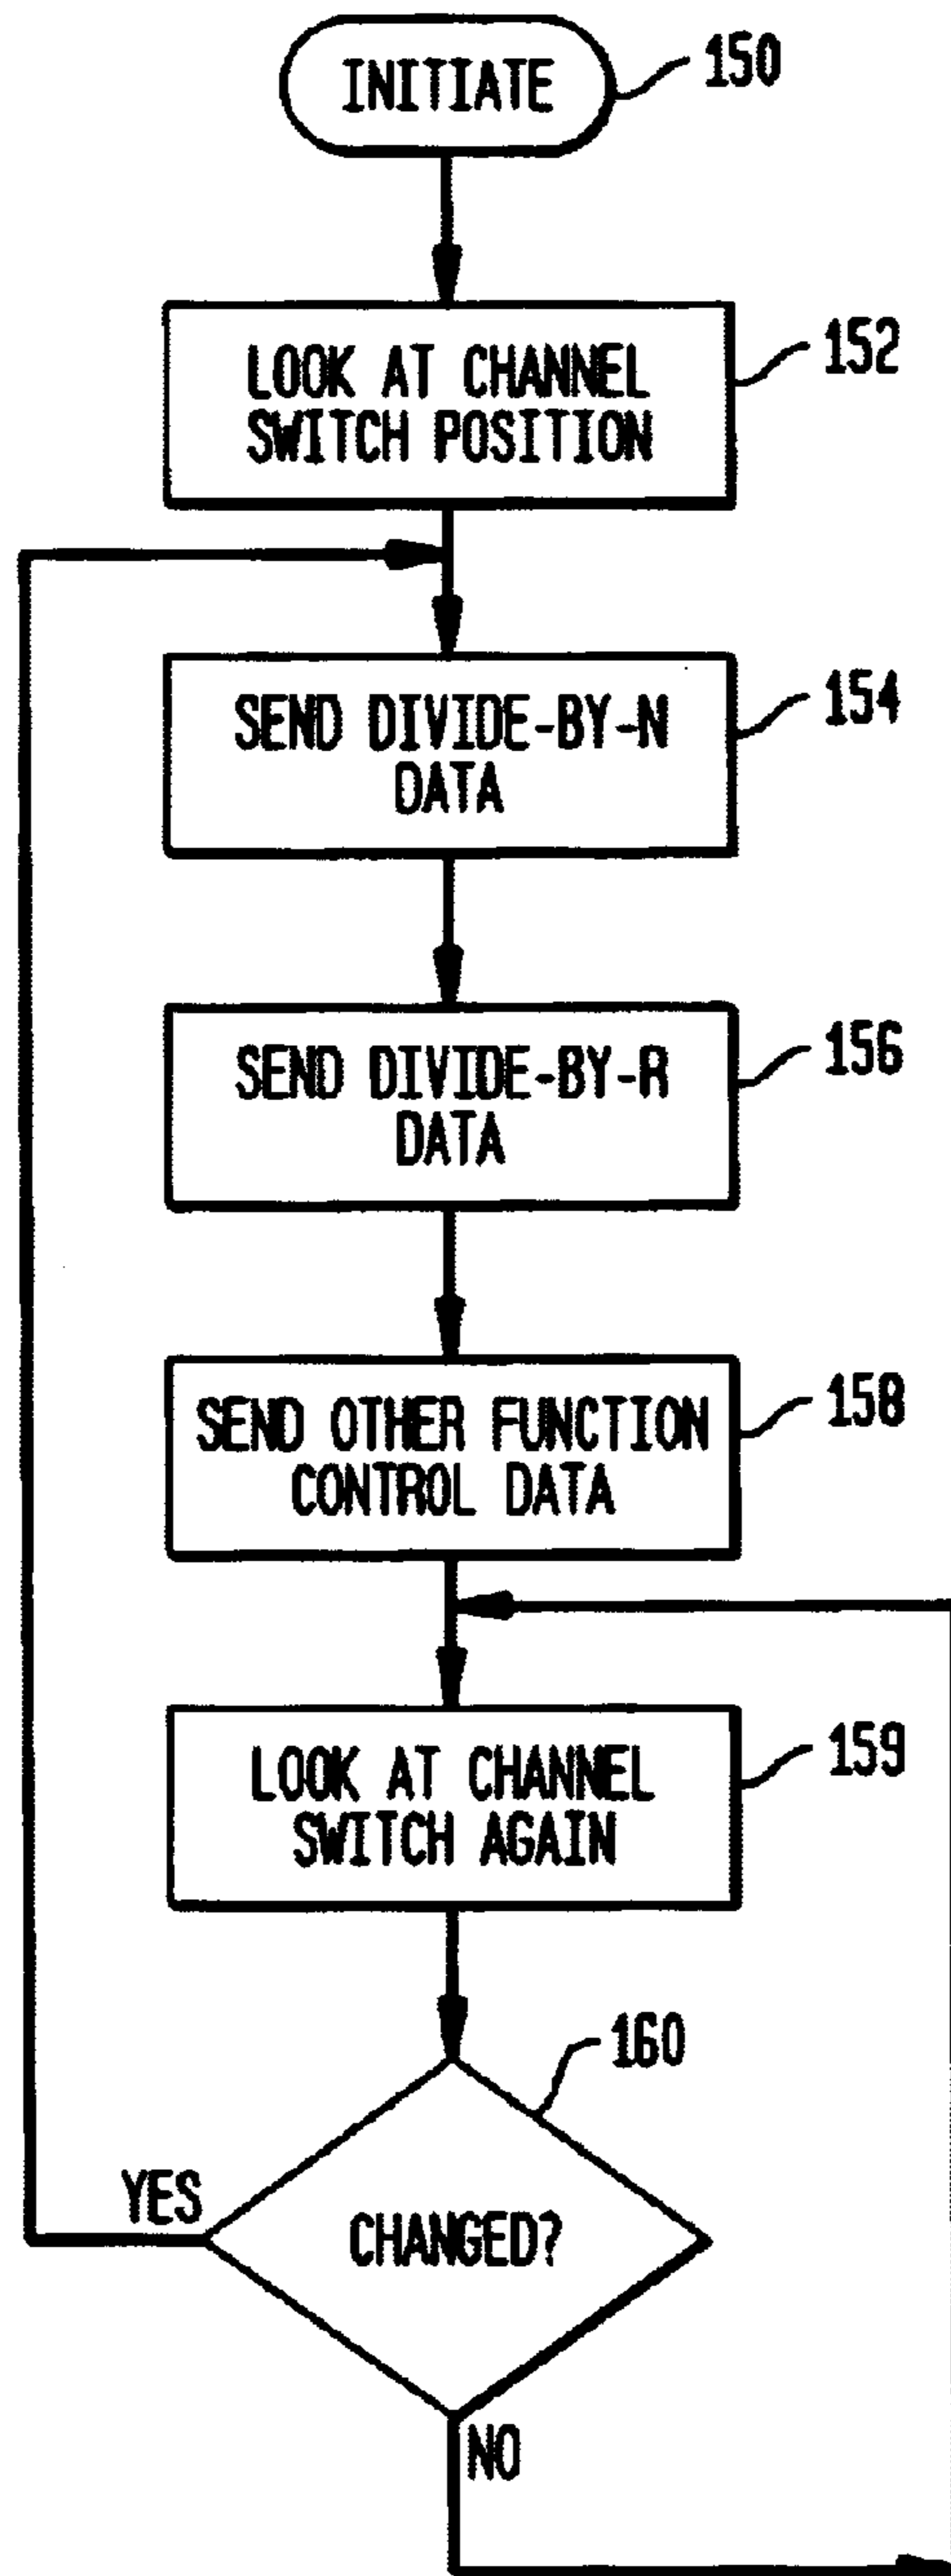 INITIATE
150
LOOK AT CHANNEL
SWITCH POSITION
152
SEND DIVIDE-BY-N
DATA
154
SEND DIVIDE-BY-R
DATA
156
SEND OTHER FUNCTION
CONTROL DATA
158
LOOK AT CHANNEL
SWITCH AGAIN
159
160
CHANGED?
YES
NO